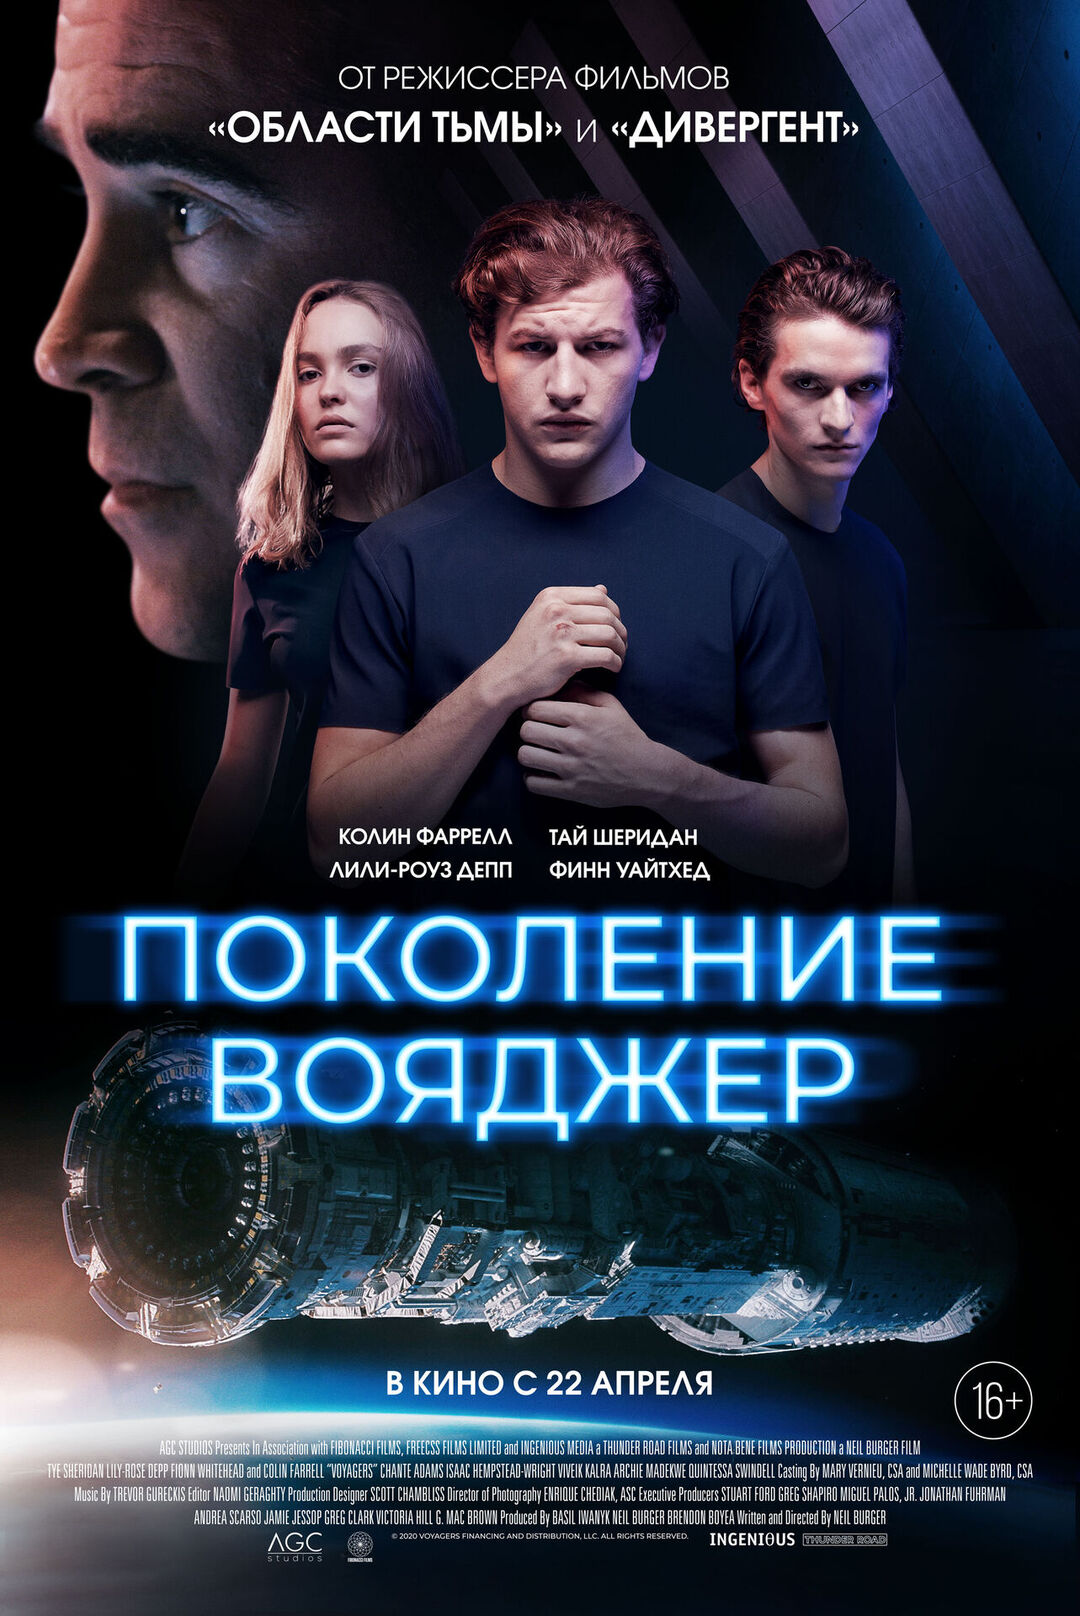 ОТ РЕЖИССЕРА ФИЛЬМОВ
«ОБЛАСТИ ТЬМЫ» и «ДИВЕРГЕНТ»
КОЛИН ФАРРЕЛЛ ТАЙ ШЕРИДАН
ЛИЛИ-РОУЗ ДЕПП ФИНН УАЙТХЕД
ПОКОЛЕНИЕ
ВОЯДЖЕР
В КИНО С 22 АПРЕЛЯ
16+
AGC STUDIOS Presents In Association with FIBONACCI FILMS, FREECSS FILMS LIMITED and INGENIOUS MEDIA a THUNDER ROAD FILMS and NOTA BENE FILMS PRODUCTION a NEIL BURGER FILM
TYE SHERIDAN LILY-ROSE DEPP FIONN WHITEHEAD and COLIN FARRELL "VOYAGERS" CHANTE ADAMS ISAAC HEMPSTEAD-WRIGHT VIVEIK KALRA ARCHIE MADEKWE QUINTESSA SWINDELL Casting By MARY VERNIEU, CSA and MICHELLE WADE BYRD, CSA
Music By TREVOR GURECKIS Editor NAOMI GERAGHTY Production Designer SCOTT CHAMBLISS Director of Photography ENRIQUE CHEDIAK, ASC Executive Producers STUART FORD GREG SHAPIRO MIGUEL PALOS, JR. JONATHAN FUHRMAN
ANDREA SCARSO JAMIE JESSOP GREG CLARK VICTORIA HILL G. MAC BROWN Produced By BASIL IWANYK NEIL BURGER BRENDON BOYEA Written and Directed By NEIL BURGER
AGC
studios
FIBONACCI FILMS
© 2020 VOYAGERS FINANCING AND DISTRIBUTION, LLC. ALL RIGHTS RESERVED.
INGENIOUS
THUNDER ROAD